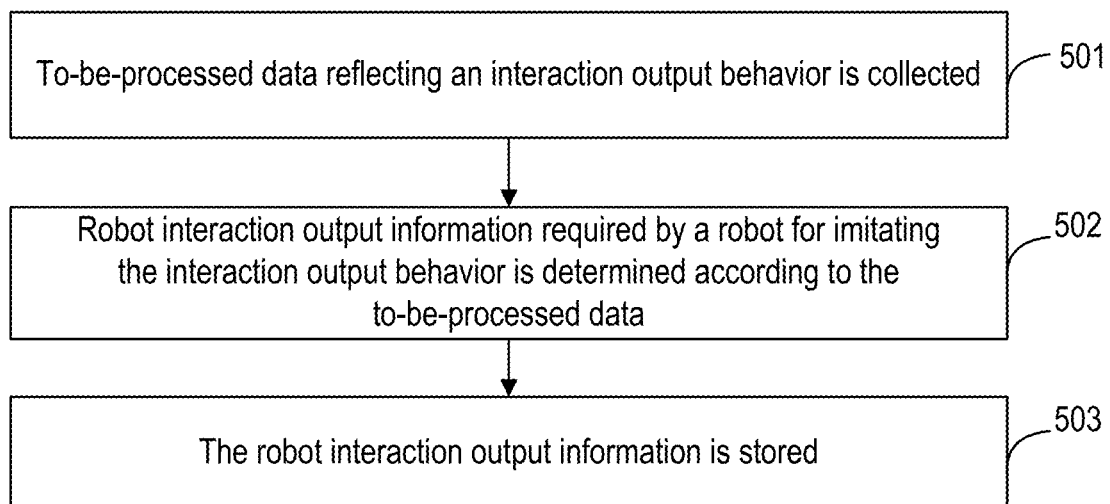 To-be-processed data reflecting an interaction output behavior is collected
501
Robot interaction output information required by a robot for imitating
the interaction output behavior is determined according to the
to-be-processed data
502
The robot interaction output information is stored
503